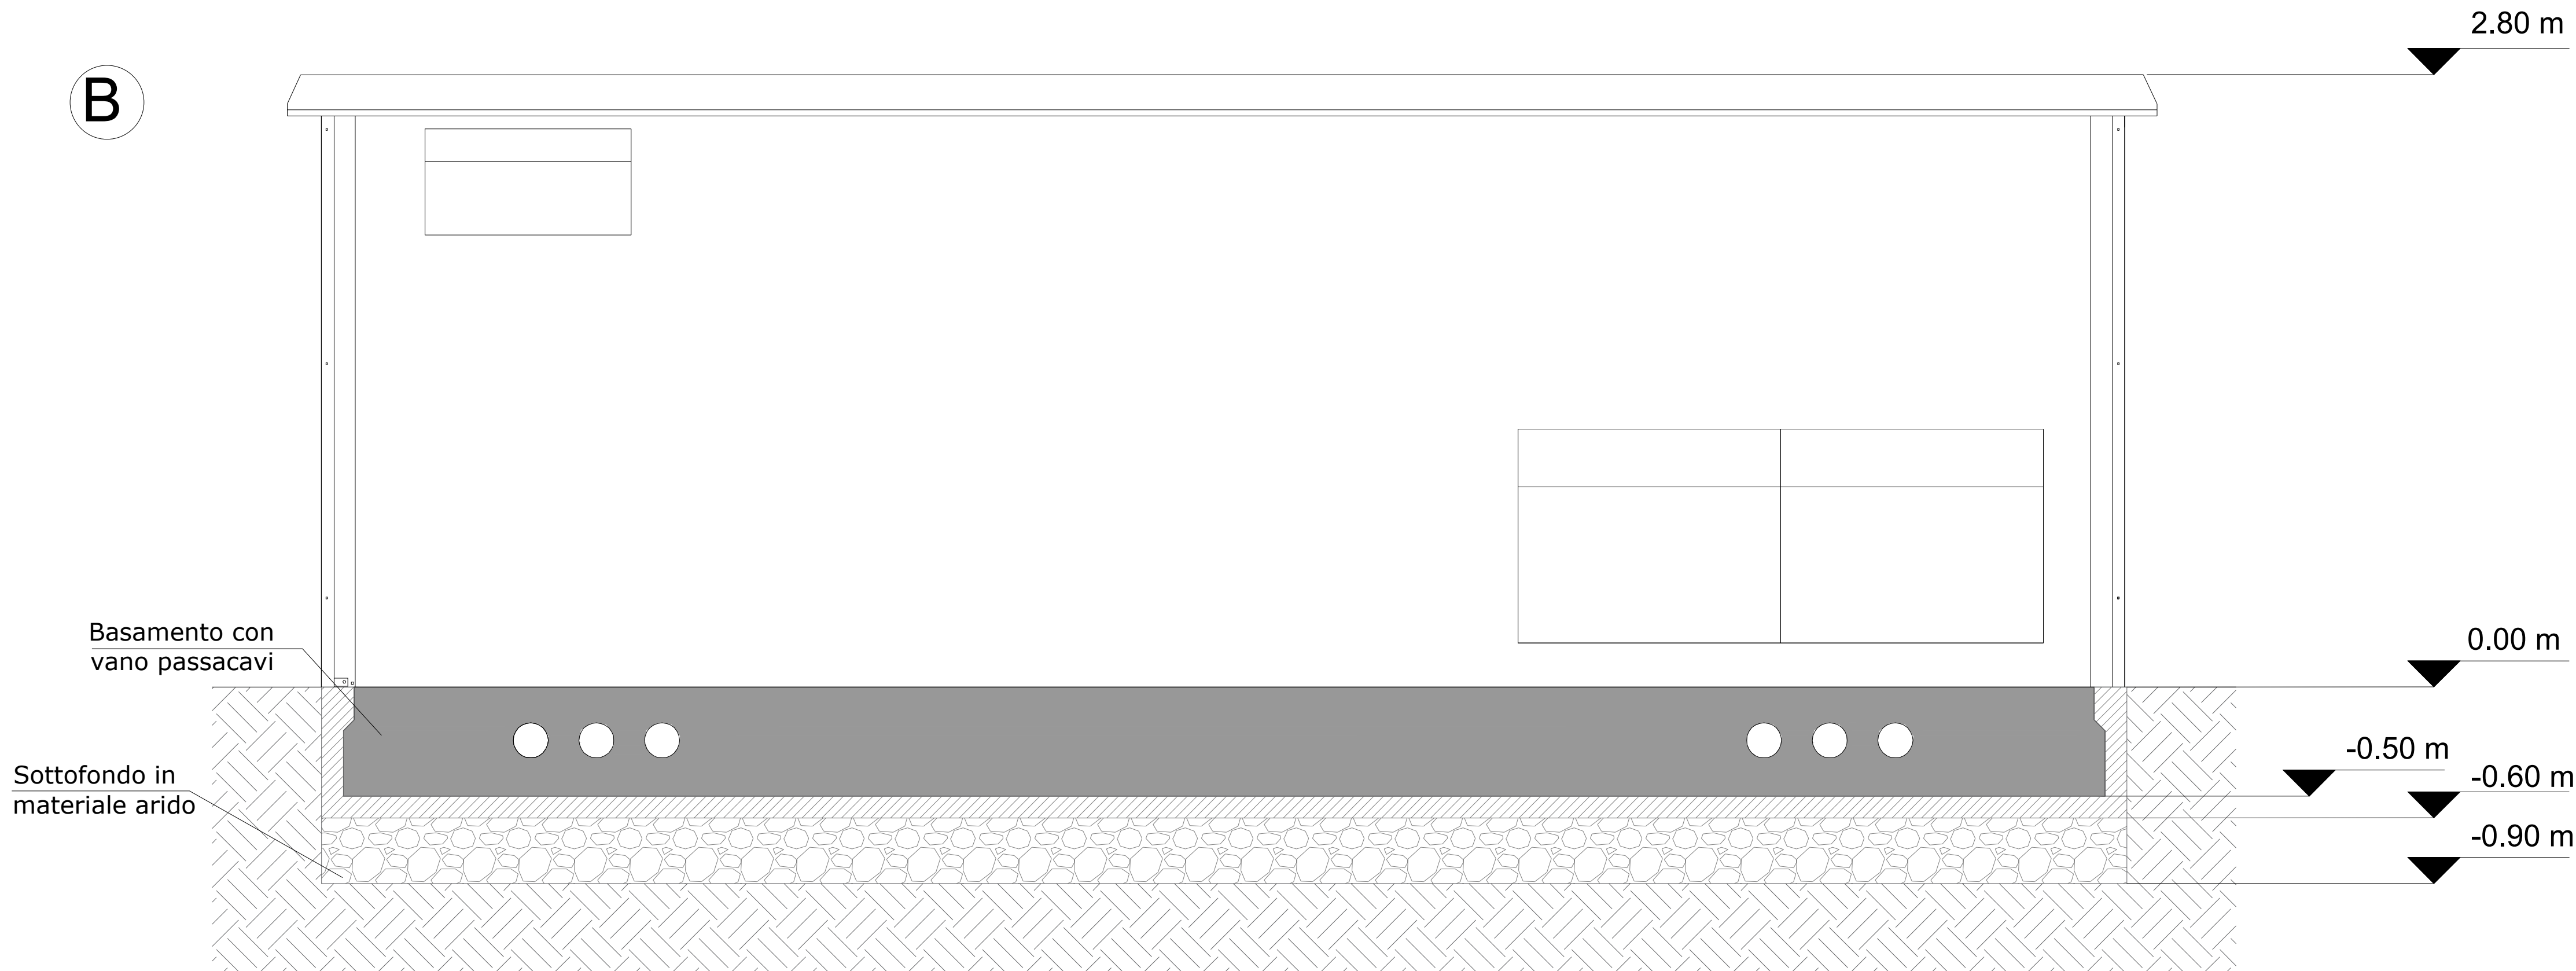 2.80 m
B
Basamento con
vano passacavi
0.00 m
-0.50 m
-0.60 m
Sottofondo in
materiale arido
-0.90 m